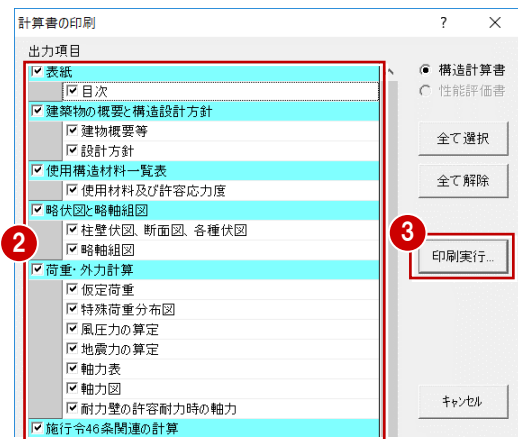 計算書の印刷 ? ×
出力項目
表紙
目次
建築物の概要と構造設計方針
建物概要等
設計方針
使用構造材料一覧表
使用材料及び許容応力度
略伏図と略軸組図
柱壁伏図、断面図、各種伏図
略軸組図
荷重・外力計算
仮定荷重
特殊荷重分布図
風圧力の算定
地震力の算定
軸力表
軸力図
耐力壁の許容耐力時の軸力
施行令46条関連の計算
2
構造計算書
性能評価書
全て選択
全て解除
3
印刷実行...
キャンセル